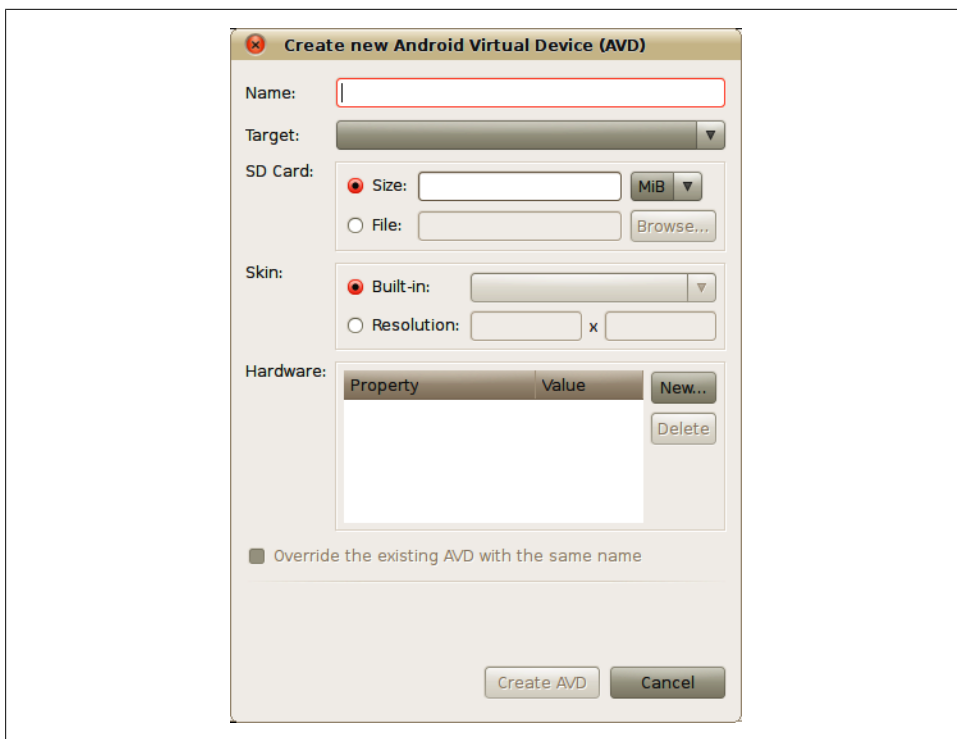 Create new Android Virtual Device (AVD)
Name:
Target:
SD Card:
Size:
MiB
File:
Browse...
Skin:
Built-in:
Resolution:
x
Hardware:
Property Value
New...
Delete
Override the existing AVD with the same name
Create AVD
Cancel